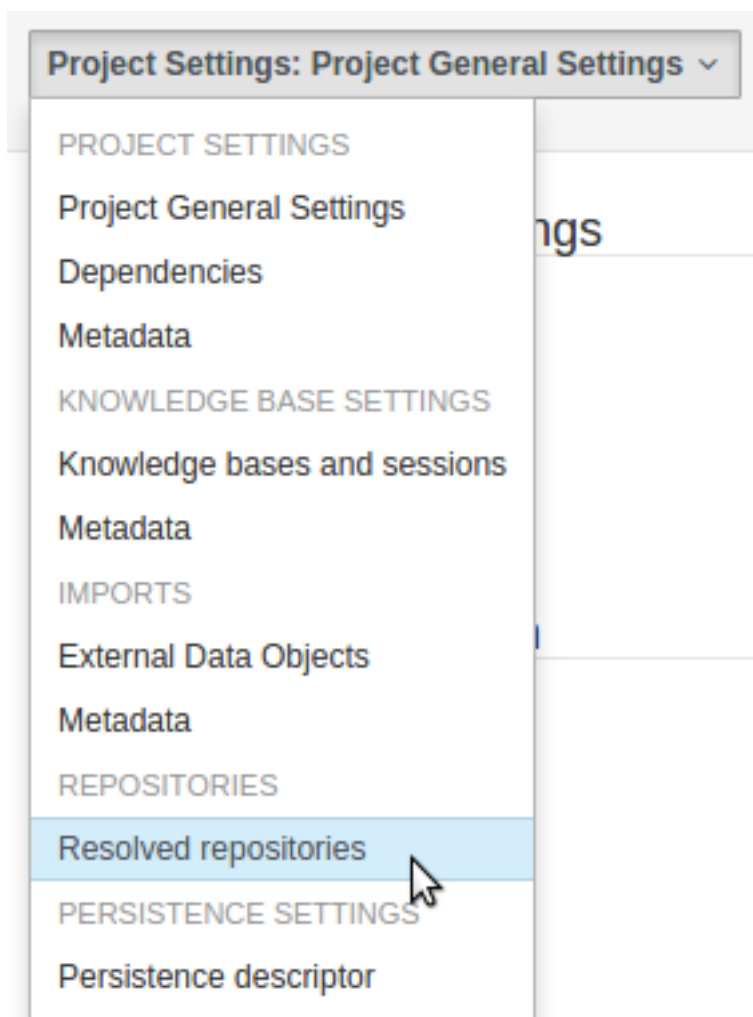 Project Settings: Project General Settings
PROJECT SETTINGS
Project General Settings
ngs
Dependencies
Metadata
KNOWLEDGE BASE SETTINGS
Knowledge bases and sessions
Metadata
IMPORTS
External Data Objects
Metadata
REPOSITORIES
Resolved repositories
PERSISTENCE SETTINGS
Persistence descriptor